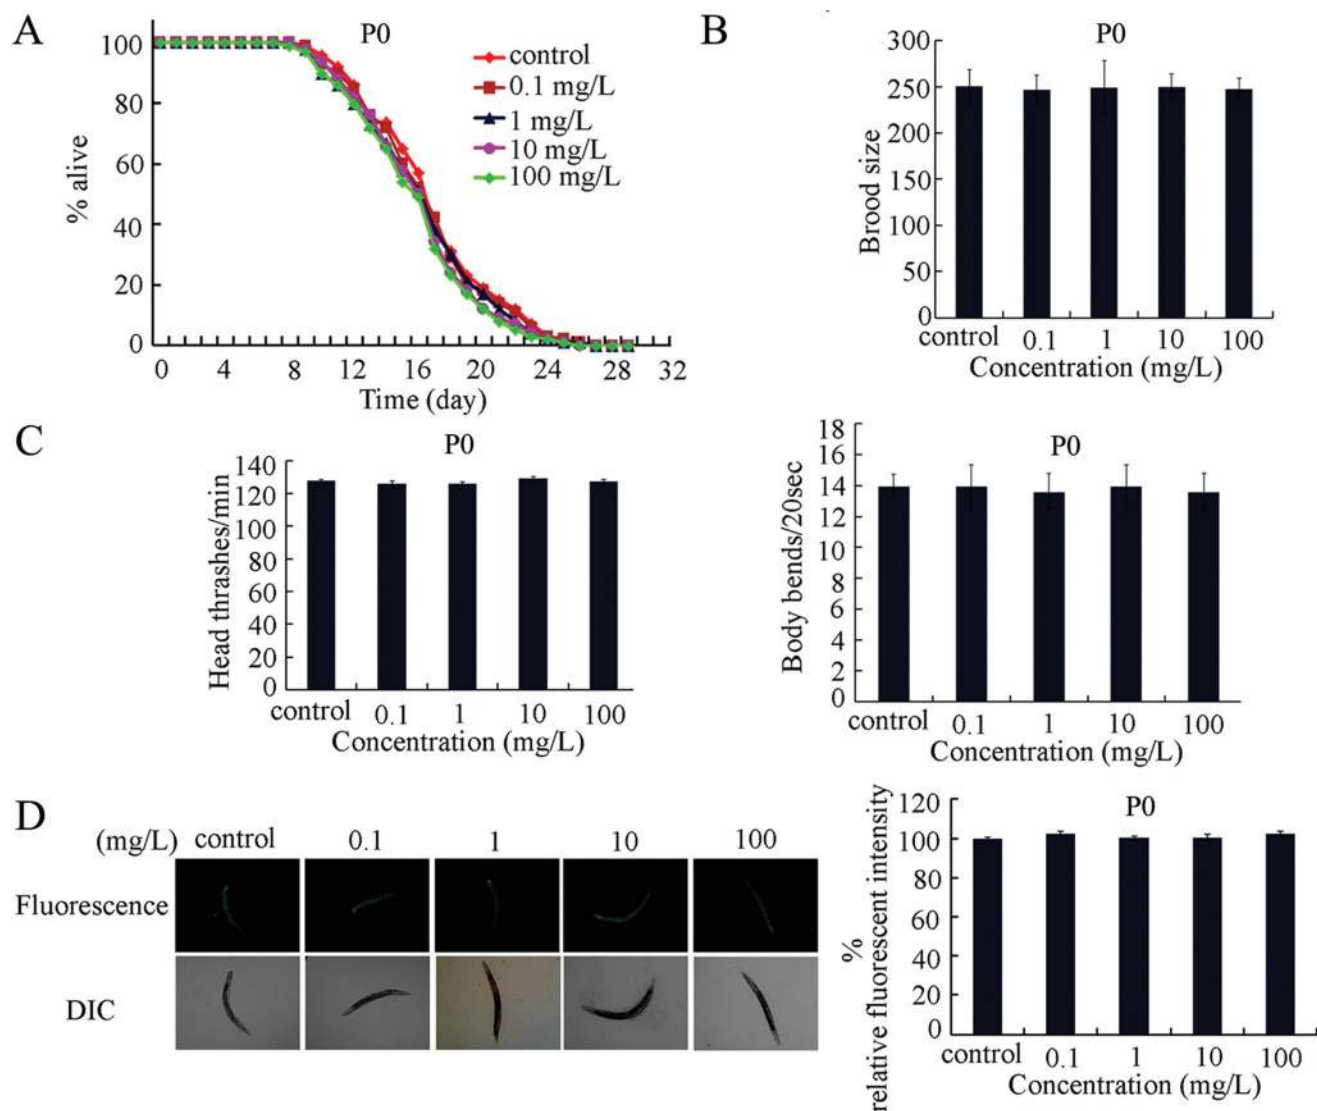 A
P0
100
80
60
40
20
0
% alive
control
0.1 mg/L
1 mg/L
10 mg/L
100 mg/L
0 4 8 12 16 20 24 28 32
Time (day)
B
P0
300
250
200
150
100
50
0
Brood size
control 0.1 1 10 100
Concentration (mg/L)
C
P0
140
120
100
80
60
40
20
0
Head thrashes/min
control 0.1 1 10 100
Concentration (mg/L)
P0
18
16
14
12
10
8
6
4
2
0
Body bends/20sec
control 0.1 1 10 100
Concentration (mg/L)
D
(mg/L) control 0.1 1 10 100
Fluorescence
DIC
P0
120
100
80
60
40
20
0
%
relative fluorescent intensity
control 0.1 1 10 100
Concentration (mg/L)